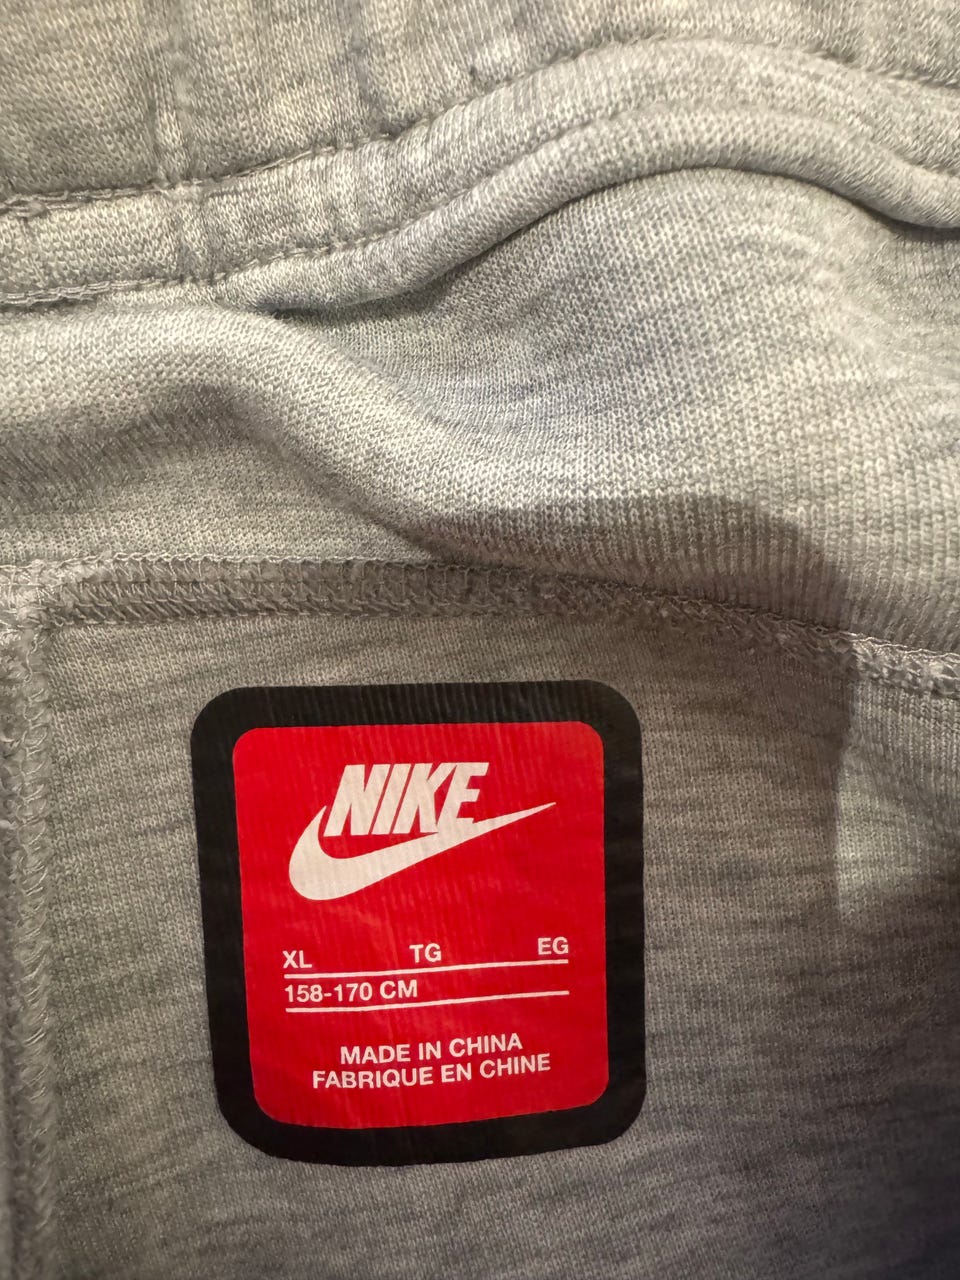 NIKE
XL TG EG
158-170 CM
MADE IN CHINA
FABRIQUE EN CHINE